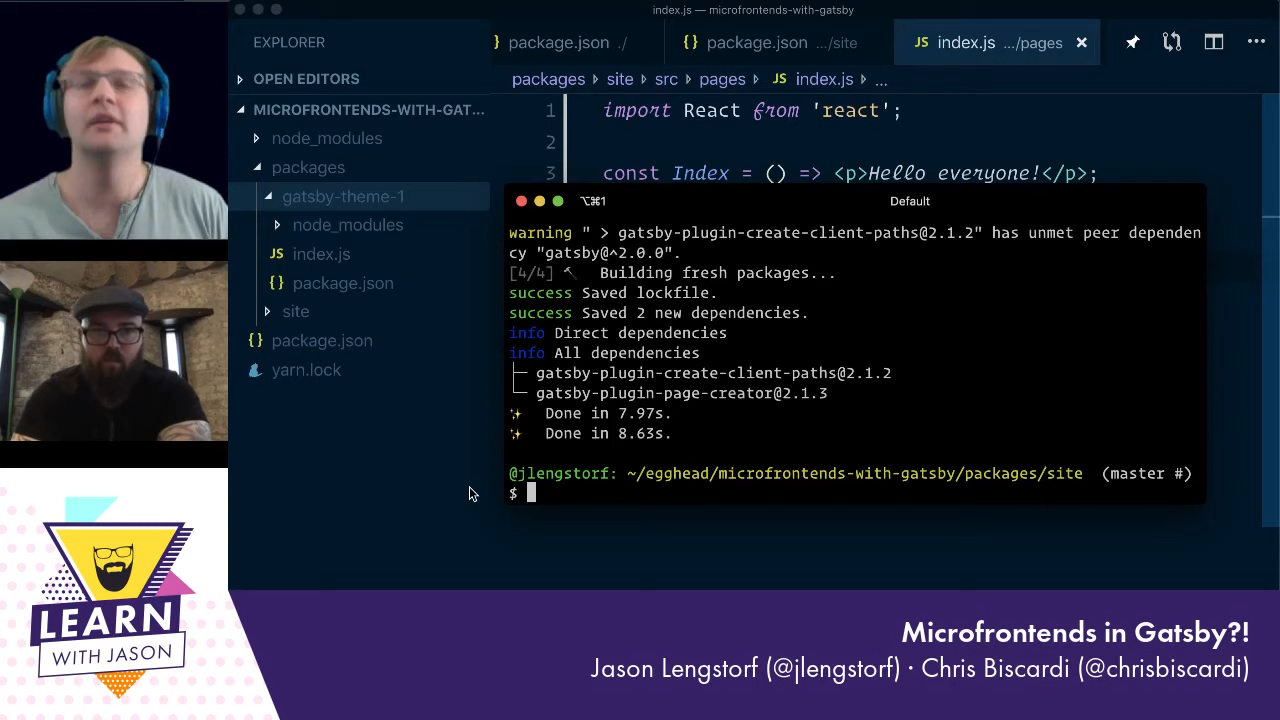 index.js — microfrontends-with-gatsby
EXPLORER
package.json ./
package.json .../site
JS index.js .../pages ×
OPEN EDITORS
packages > site > src > pages > JS index.js > ...
MICROFRONTENDS-WITH-GAT...
node_modules
packages
gatsby-theme-1
node_modules
JS index.js
{} package.json
site
{} package.json
yarn.lock
1 import React from 'react';
2
3 const Index = () => <p>Hello everyone!</p>;
⌥⌘1 Default
warning " > gatsby-plugin-create-client-paths@2.1.2" has unmet peer dependen
cy "gatsby@^2.0.0".
[4/4] Building fresh packages...
success Saved lockfile.
success Saved 2 new dependencies.
info Direct dependencies
info All dependencies
├─ gatsby-plugin-create-client-paths@2.1.2
└─ gatsby-plugin-page-creator@2.1.3
✨ Done in 7.97s.
✨ Done in 8.63s.
@jlengstorf: ~/egghead/microfrontends-with-gatsby/packages/site (master #)
$
LEARN
WITH JASON
Microfrontends in Gatsby?!
Jason Lengstorf (@jlengstorf) · Chris Biscardi (@chrisbiscardi)